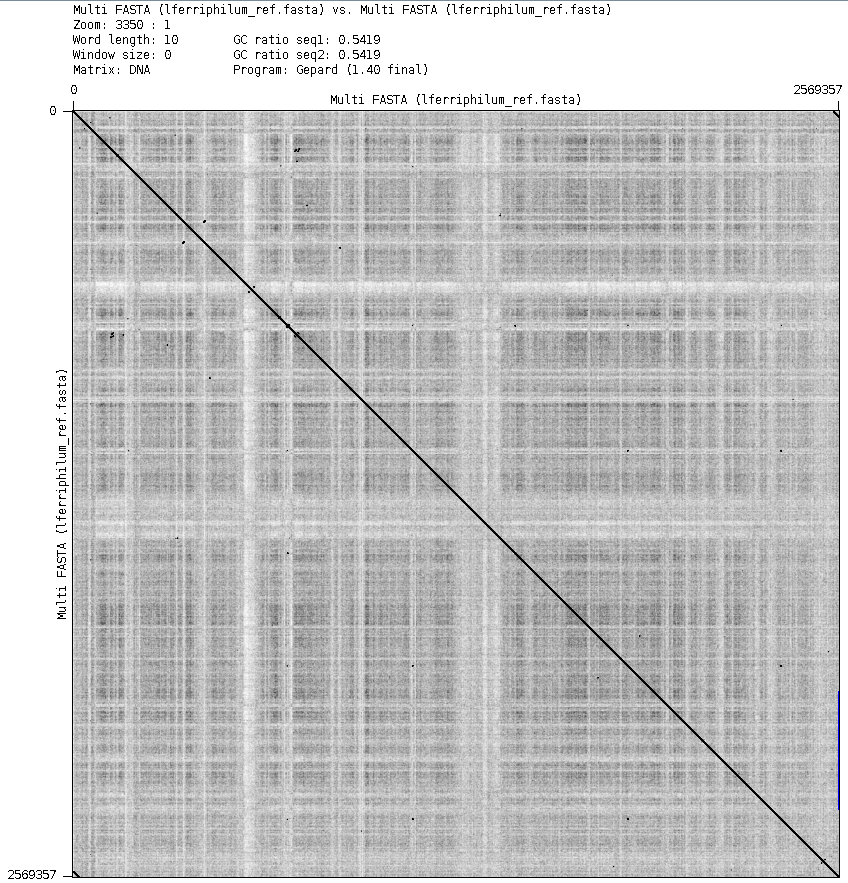 Multi FASTA (lferriphilum_ref.fasta) vs. Multi FASTA (lferriphilum_ref.fasta)
Zoom: 3350 : 1
Word length: 10 GC ratio seq1: 0.5419
Window size: 0 GC ratio seq2: 0.5419
Matrix: DNA Program: Gepard (1.40 final)
0 2569357
Multi FASTA (lferriphilum_ref.fasta)
0
Multi FASTA (lferriphilum_ref.fasta)
2569357